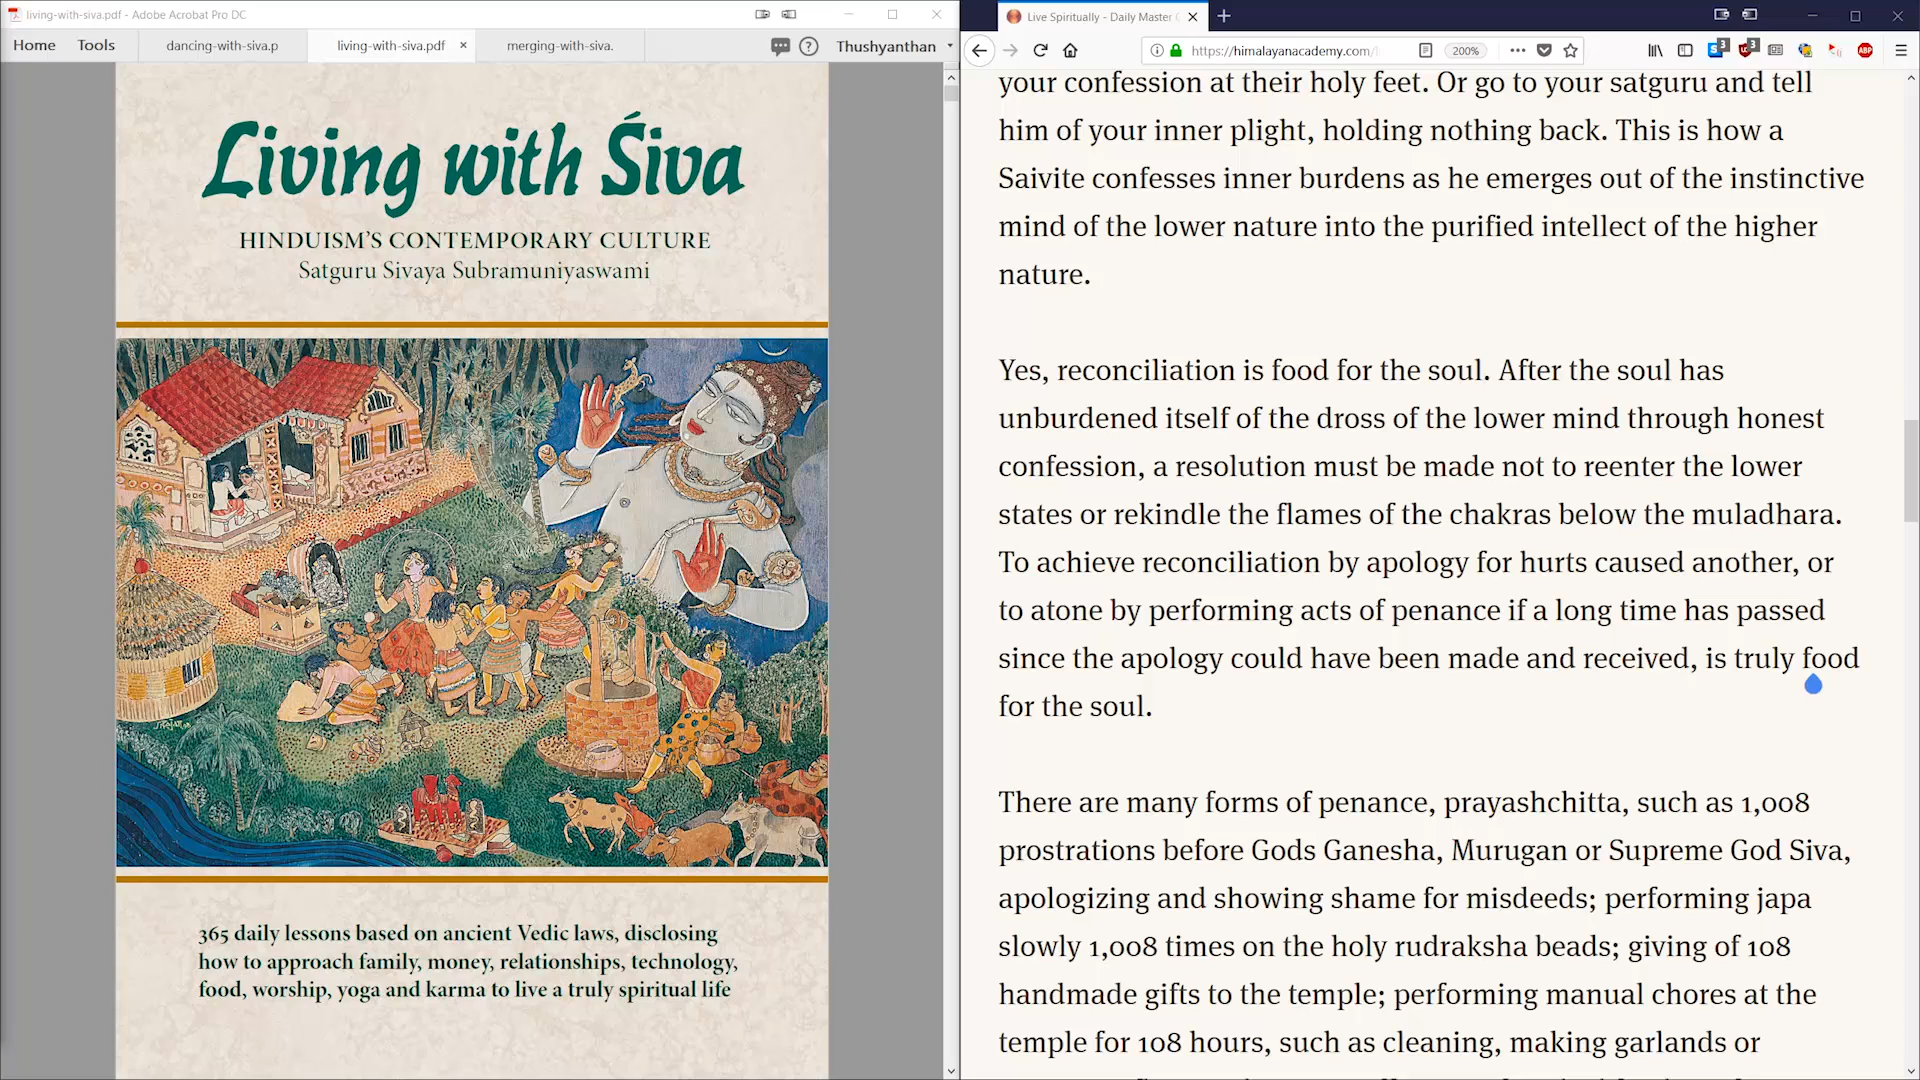 living-with-siva.pdf - Adobe Acrobat Pro DC
Home Tools dancing-with-siva.p living-with-siva.pdf × merging-with-siva. Thushyanthan
Living with Śiva
HINDUISM'S CONTEMPORARY CULTURE
Satguru Sivaya Subramuniyaswami
365 daily lessons based on ancient Vedic laws, disclosing
how to approach family, money, relationships, technology,
food, worship, yoga and karma to live a truly spiritual life
Live Spiritually - Daily Master
https://himalayanacademy.com/
200%
your confession at their holy feet. Or go to your satguru and tell
him of your inner plight, holding nothing back. This is how a
Saivite confesses inner burdens as he emerges out of the instinctive
mind of the lower nature into the purified intellect of the higher
nature.
Yes, reconciliation is food for the soul. After the soul has
unburdened itself of the dross of the lower mind through honest
confession, a resolution must be made not to reenter the lower
states or rekindle the flames of the chakras below the muladhara.
To achieve reconciliation by apology for hurts caused another, or
to atone by performing acts of penance if a long time has passed
since the apology could have been made and received, is truly food
for the soul.
There are many forms of penance, prayashchitta, such as 1,008
prostrations before Gods Ganesha, Murugan or Supreme God Siva,
apologizing and showing shame for misdeeds; performing japa
slowly 1,008 times on the holy rudraksha beads; giving of 108
handmade gifts to the temple; performing manual chores at the
temple for 108 hours, such as cleaning, making garlands or